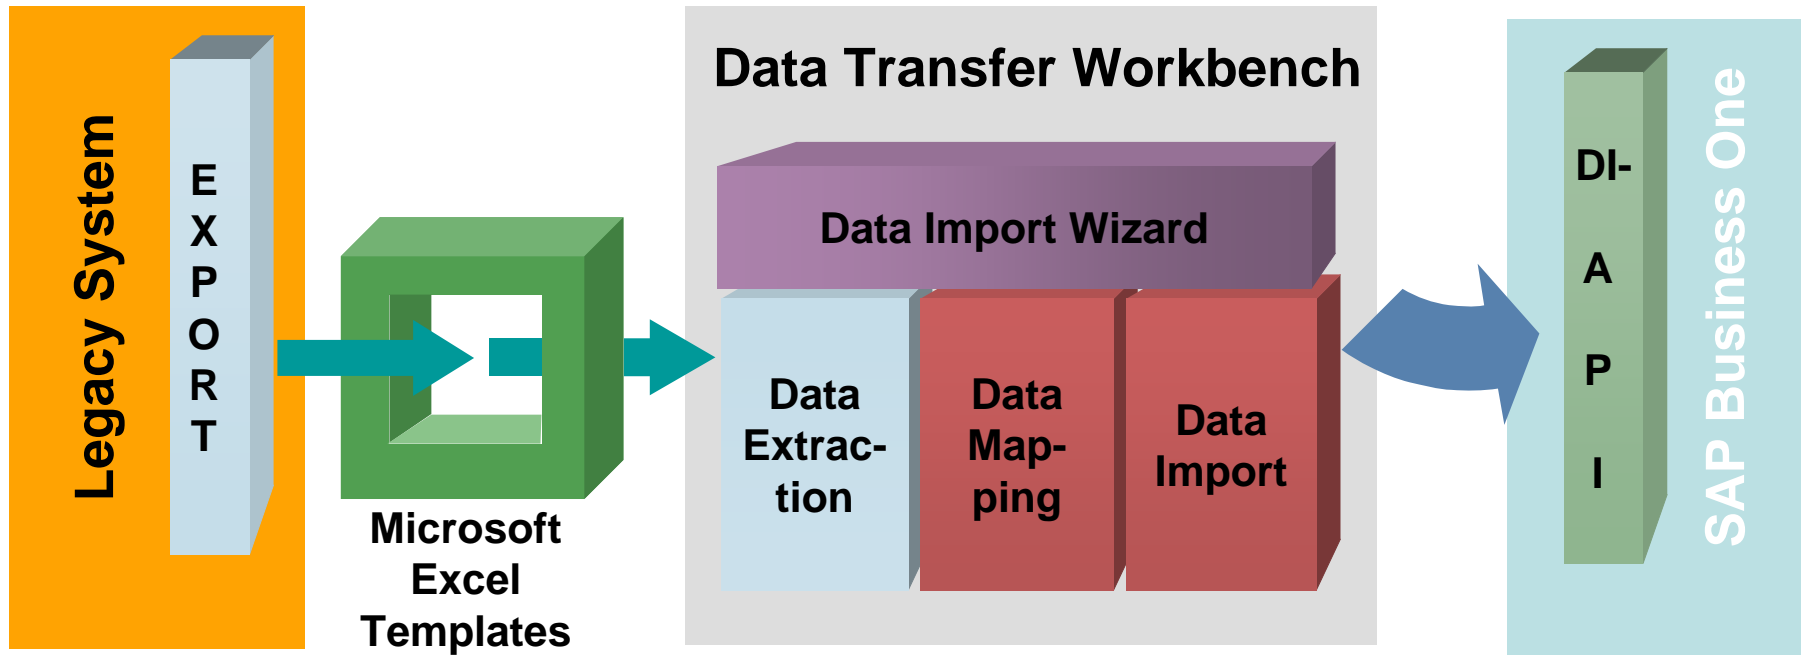 Legacy System
E
X
P
O
R
T
Microsoft
Excel
Templates
Data Transfer Workbench
Data Import Wizard
Data
Extrac-
tion
Data
Map-
ping
Data
Import
DI-
A
P
I
SAP Business One